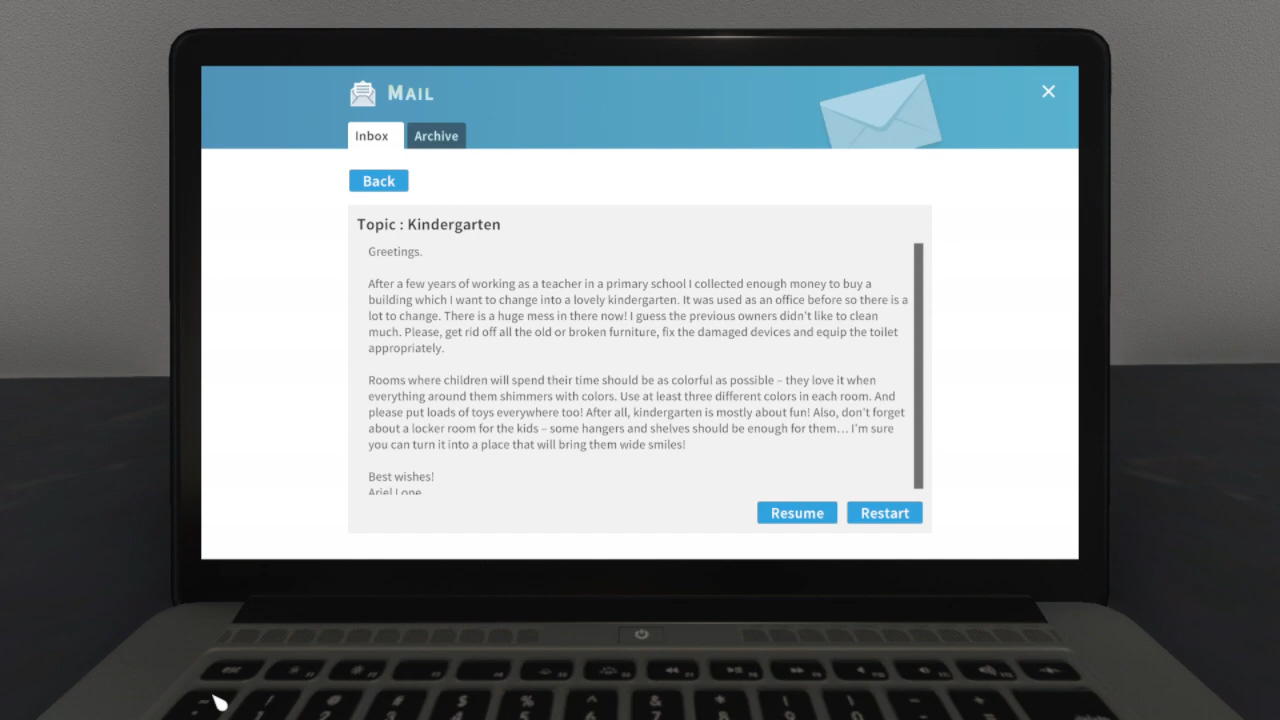 MAIL
Inbox
Archive
Back
Topic : Kindergarten
Greetings.
After a few years of working as a teacher in a primary school I collected enough money to buy a
building which I want to change into a lovely kindergarten. It was used as an office before so there is a
lot to change. There is a huge mess in there now! I guess the previous owners didn't like to clean
much. Please, get rid off all the old or broken furniture, fix the damaged devices and equip the toilet
appropriately.
Rooms where children will spend their time should be as colorful as possible – they love it when
everything around them shimmers with colors. Use at least three different colors in each room. And
please put loads of toys everywhere too! After all, kindergarten is mostly about fun! Also, don't forget
about a locker room for the kids – some hangers and shelves should be enough for them... I'm sure
you can turn it into a place that will bring them wide smiles!
Best wishes!
Ariel Lone
Resume
Restart